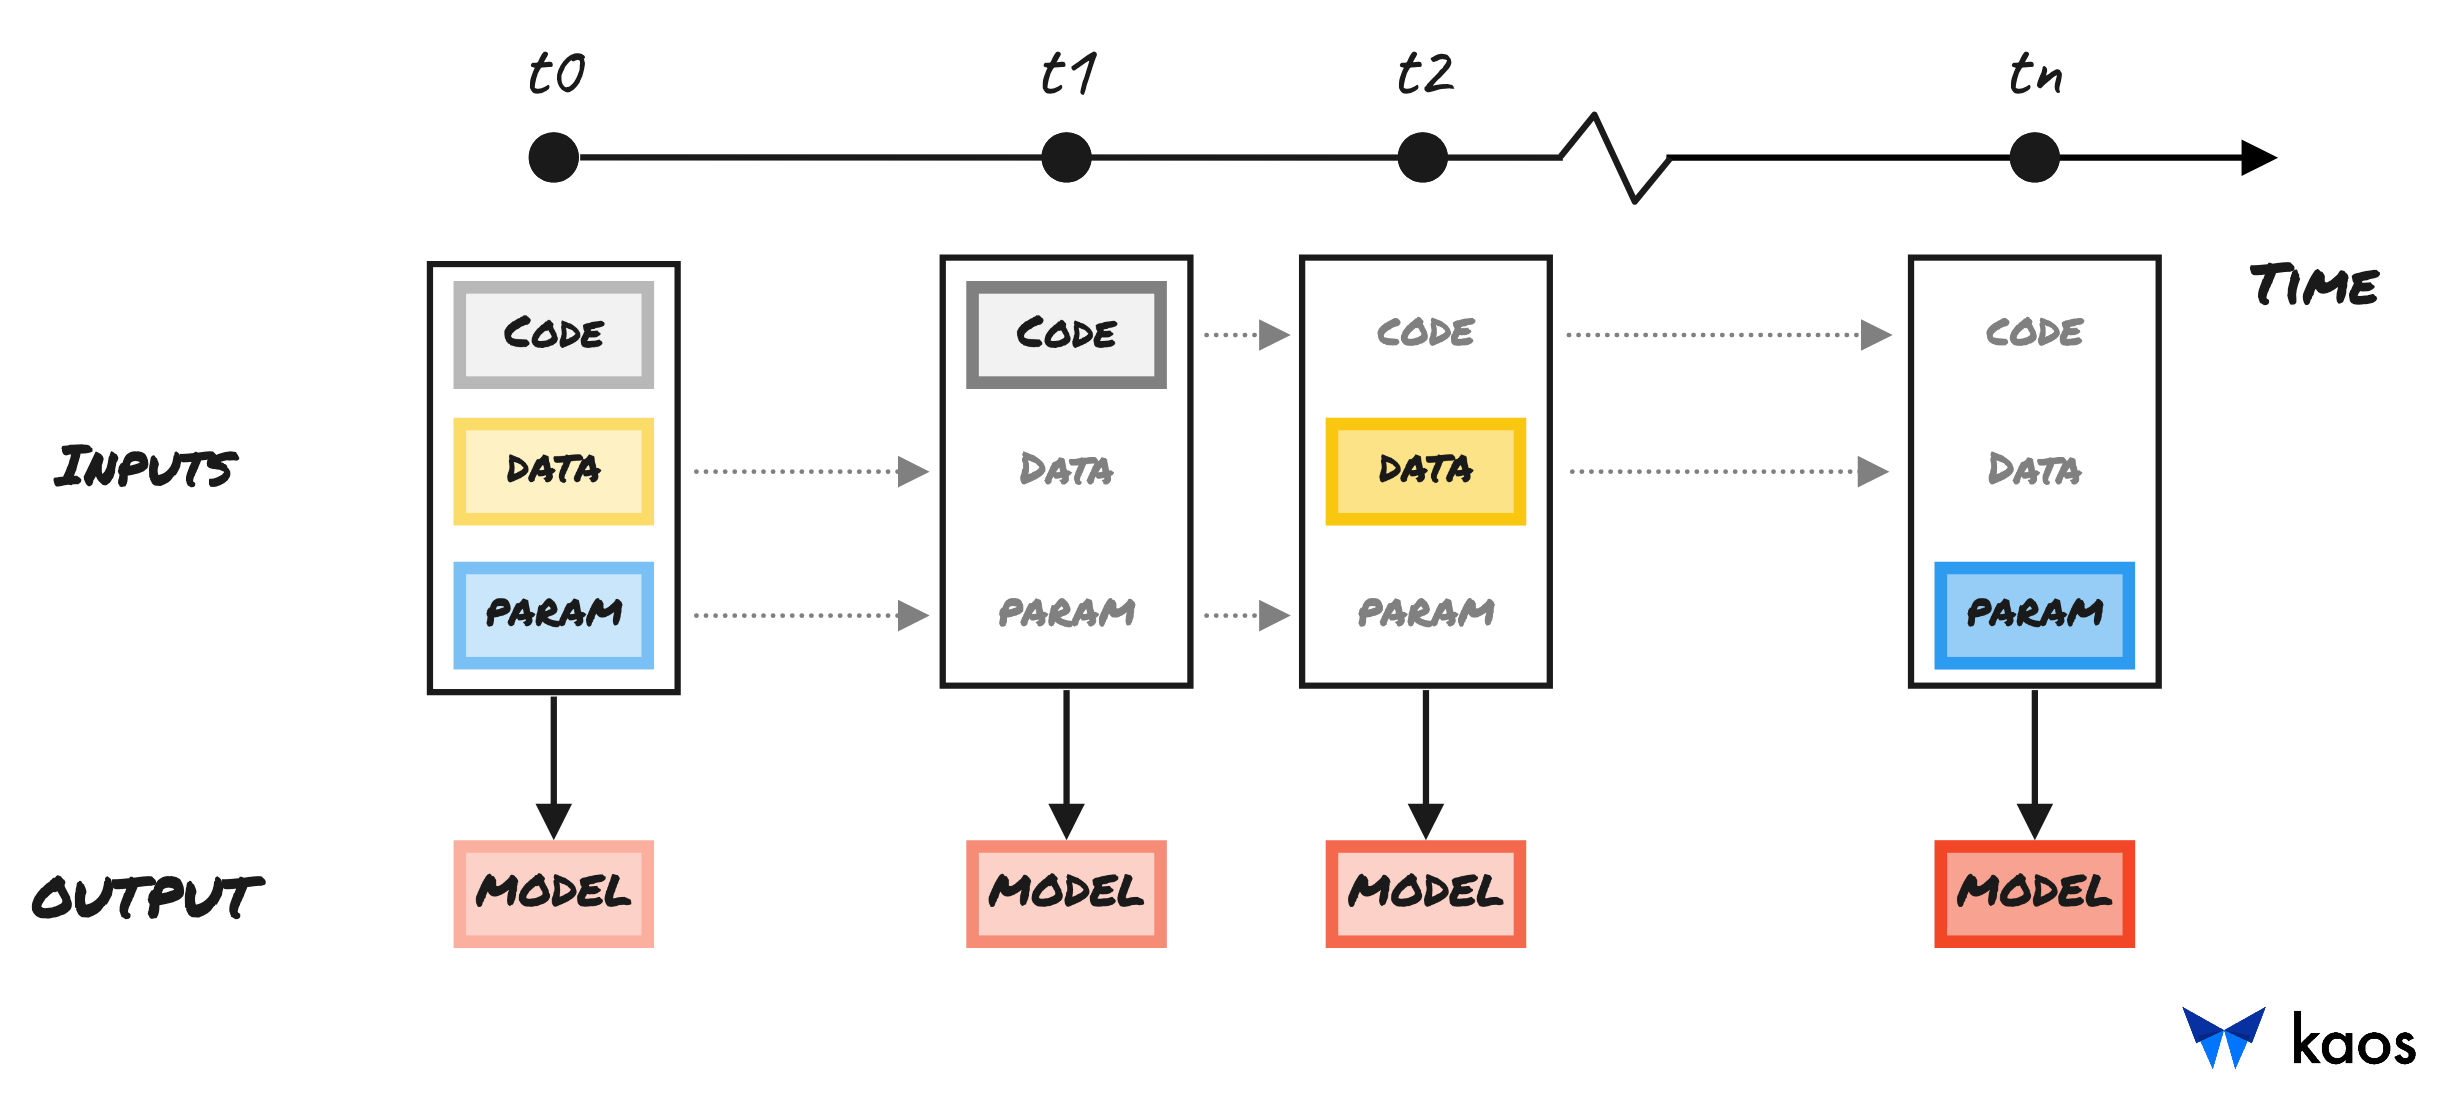 t0 t1 t2 tn
TIME
CODE CODE CODE CODE
INPUTS DATA DATA DATA DATA
PARAM PARAM PARAM PARAM
OUTPUT MODEL MODEL MODEL MODEL
kaos